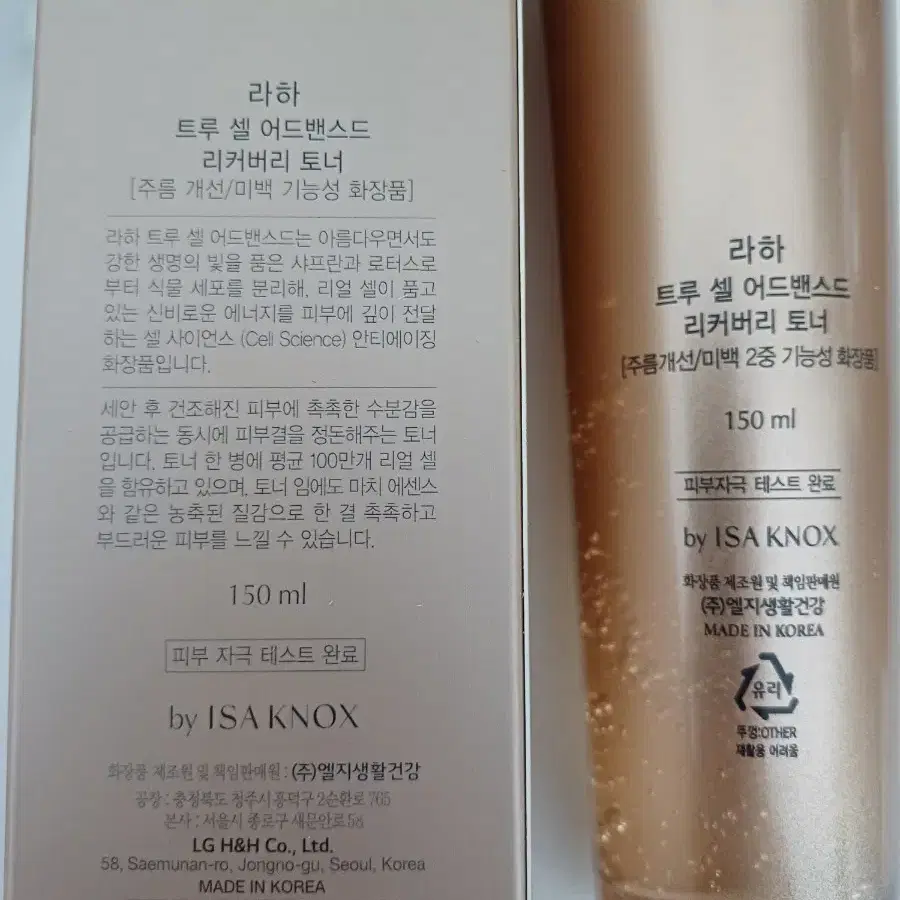 라하
트루 셀 어드밴스드
리커버리 토너
[주름 개선/미백 기능성 화장품]
라하 트루 셀 어드밴스드는 아름다우면서도
강한 생명의 빛을 품은 샤프란과 로터스로
부터 식물 세포를 분리해, 리얼 셀이 품고
있는 신비로운 에너지를 피부에 깊이 전달
하는 셀 사이언스 (Cell Science) 안티에이징
화장품입니다.
세안 후 건조해진 피부에 촉촉한 수분감을
공급하는 동시에 피부결을 정돈해주는 토너
입니다. 토너 한 병에 평균 100만개 리얼 셀
을 함유하고 있으며, 토너 임에도 마치 에센스
와 같은 농축된 질감으로 한 결 촉촉하고
부드러운 피부를 느낄 수 있습니다.
150 ml
피부 자극 테스트 완료
by ISA KNOX
화장품 제조원 및 책임판매원 : (주)엘지생활건강
공장 : 충청북도 청주시 흥덕구 2순환로 765
본사 : 서울시 종로구 새문안로 58
LG H&H Co., Ltd.
58, Saemunan-ro, Jongno-gu, Seoul, Korea
MADE IN KOREA
라하
트루 셀 어드밴스드
리커버리 토너
[주름개선/미백 2중 기능성 화장품]
150 ml
피부자극 테스트 완료
by ISA KNOX
화장품 제조원 및 책임판매원
(주)엘지생활건강
MADE IN KOREA
유리
뚜껑:OTHER
재활용 어려움